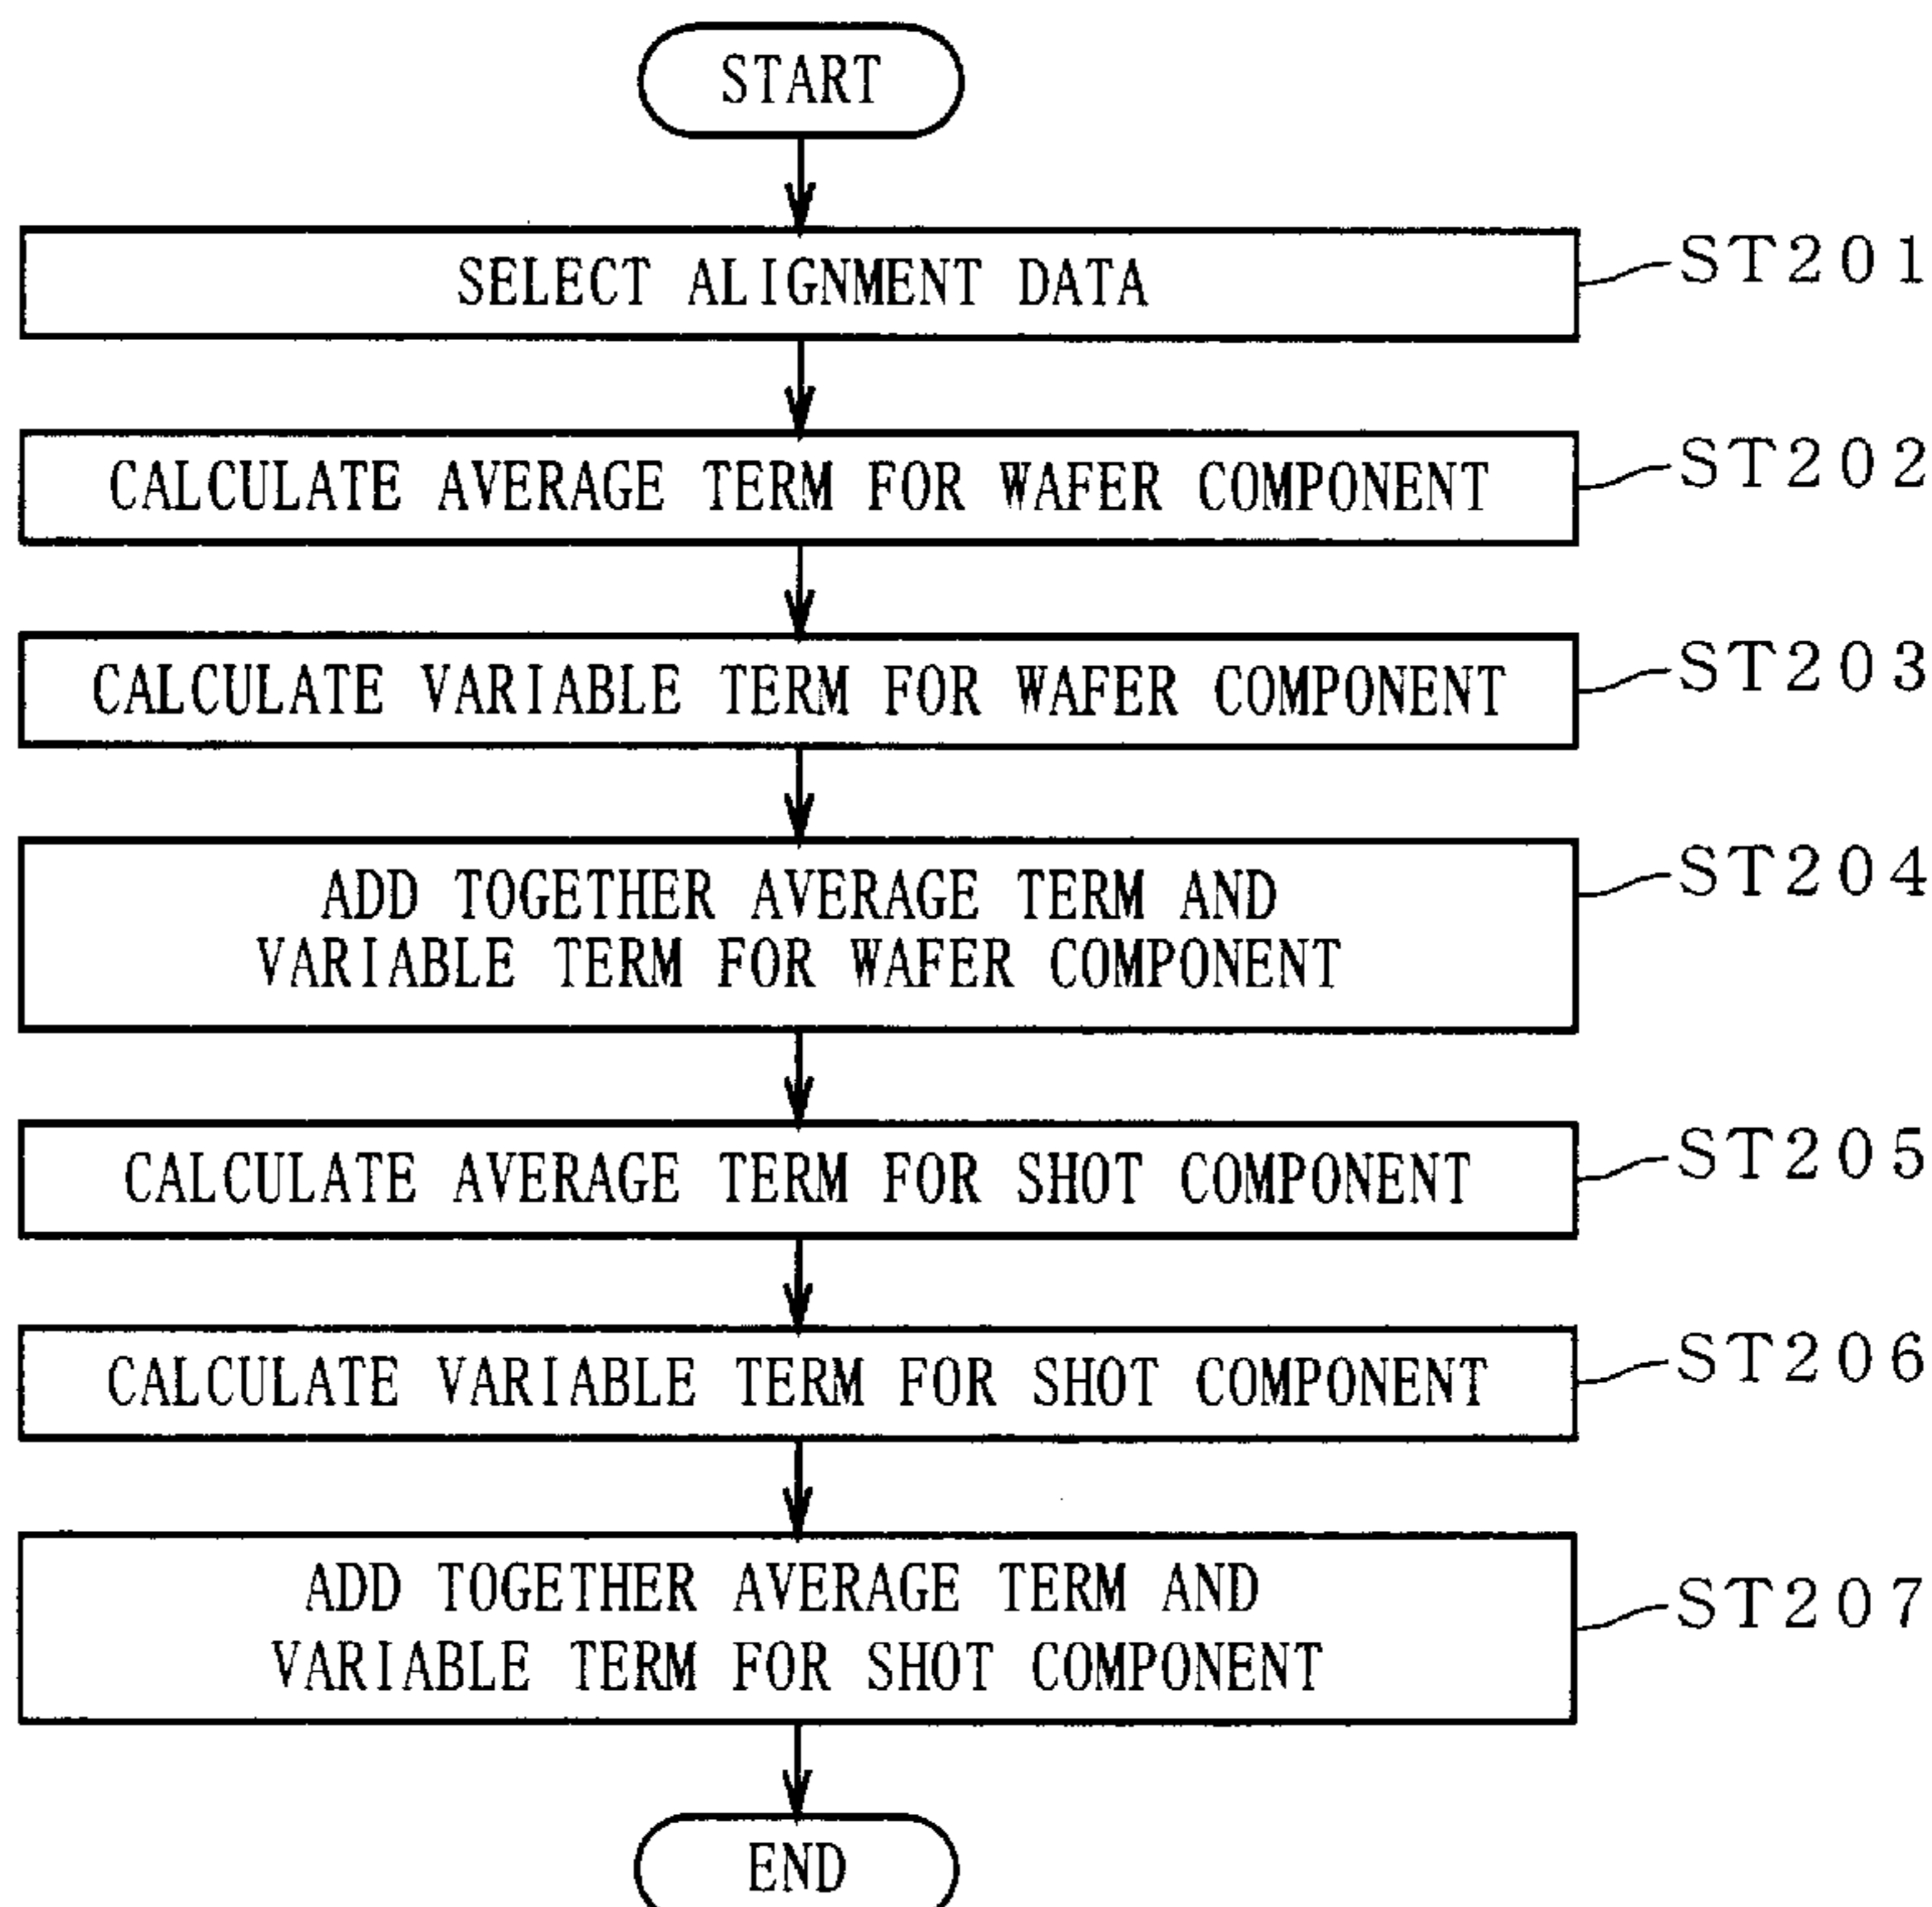 START
SELECT ALIGNMENT DATA
ST201
CALCULATE AVERAGE TERM FOR WAFER COMPONENT
ST202
CALCULATE VARIABLE TERM FOR WAFER COMPONENT
ST203
ADD TOGETHER AVERAGE TERM AND
VARIABLE TERM FOR WAFER COMPONENT
ST204
CALCULATE AVERAGE TERM FOR SHOT COMPONENT
ST205
CALCULATE VARIABLE TERM FOR SHOT COMPONENT
ST206
ADD TOGETHER AVERAGE TERM AND
VARIABLE TERM FOR SHOT COMPONENT
ST207
END